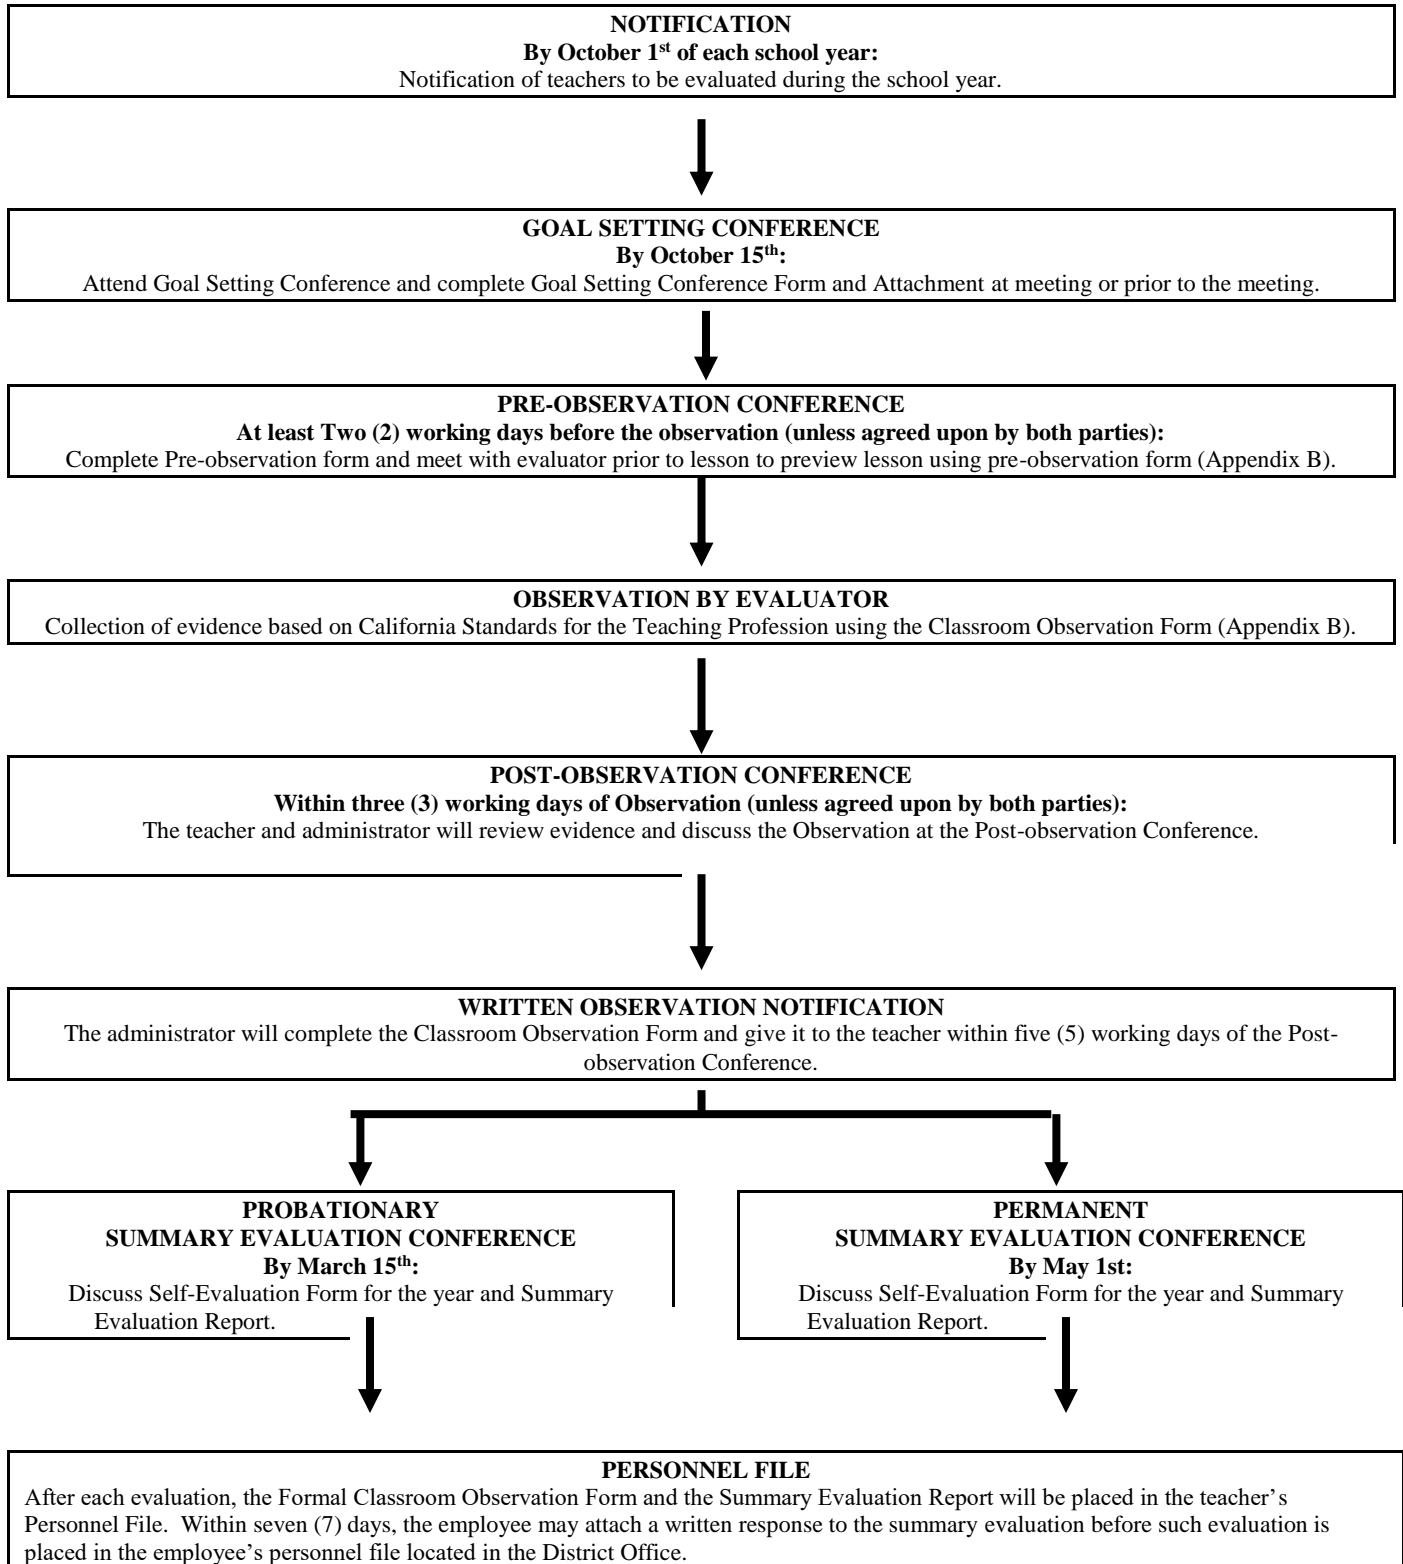 NOTIFICATION
By October 1st of each school year:
Notification of teachers to be evaluated during the school year.
GOAL SETTING CONFERENCE
By October 15th:
Attend Goal Setting Conference and complete Goal Setting Conference Form and Attachment at meeting or prior to the meeting.
PRE-OBSERVATION CONFERENCE
At least Two (2) working days before the observation (unless agreed upon by both parties):
Complete Pre-observation form and meet with evaluator prior to lesson to preview lesson using pre-observation form (Appendix B).
OBSERVATION BY EVALUATOR
Collection of evidence based on California Standards for the Teaching Profession using the Classroom Observation Form (Appendix B).
POST-OBSERVATION CONFERENCE
Within three (3) working days of Observation (unless agreed upon by both parties):
The teacher and administrator will review evidence and discuss the Observation at the Post-observation Conference.
WRITTEN OBSERVATION NOTIFICATION
The administrator will complete the Classroom Observation Form and give it to the teacher within five (5) working days of the Post-
observation Conference.
PROBATIONARY
SUMMARY EVALUATION CONFERENCE
By March 15th:
Discuss Self-Evaluation Form for the year and Summary
Evaluation Report.
PERMANENT
SUMMARY EVALUATION CONFERENCE
By May 1st:
Discuss Self-Evaluation Form for the year and Summary
Evaluation Report.
PERSONNEL FILE
After each evaluation, the Formal Classroom Observation Form and the Summary Evaluation Report will be placed in the teacher's
Personnel File.  Within seven (7) days, the employee may attach a written response to the summary evaluation before such evaluation is
placed in the employee's personnel file located in the District Office.